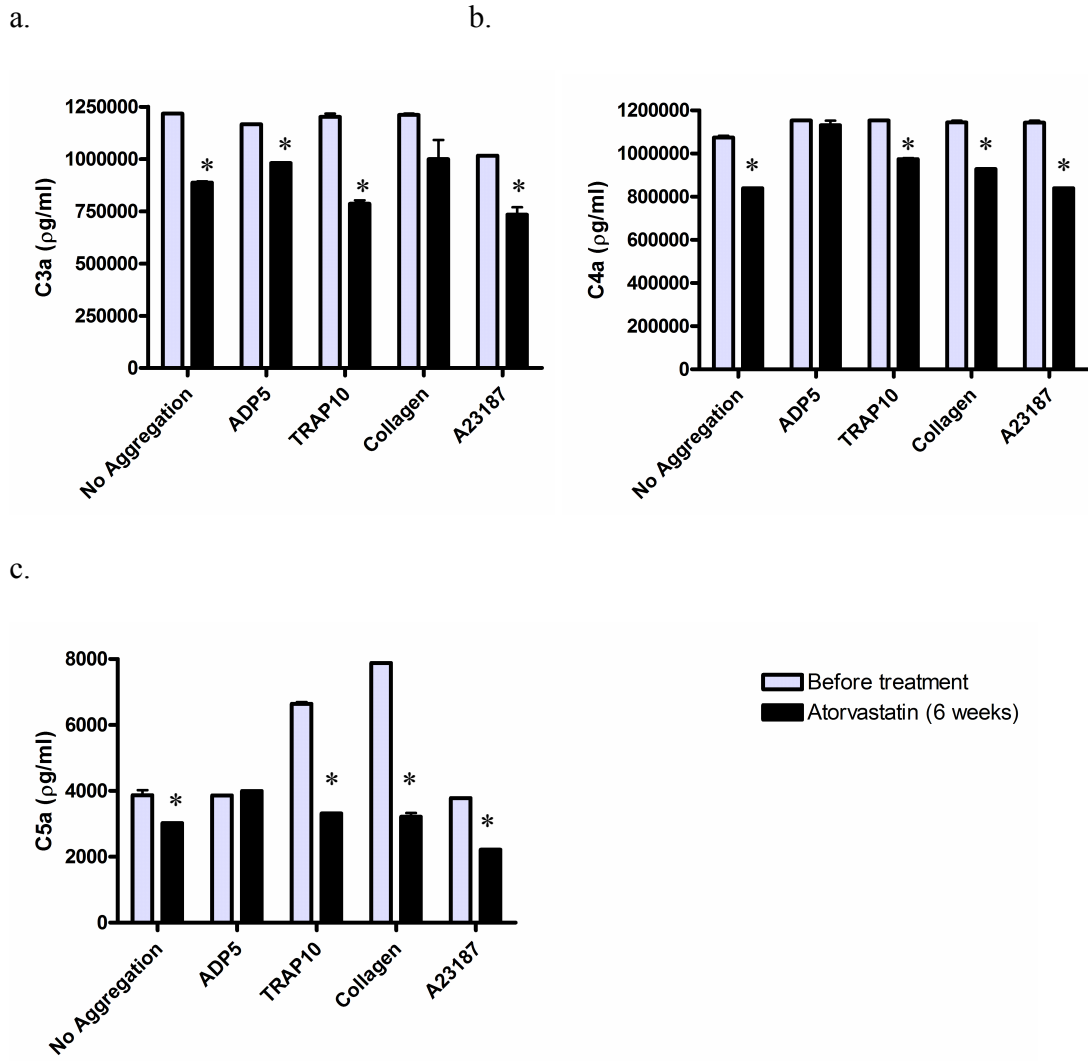 a.
b.
C3a (ρg/ml)
1250000
1000000
750000
500000
250000
0
*
*
*
*
No Aggregation
ADP5
TRAP10
Collagen
A23187
C4a (ρg/ml)
1200000
1000000
800000
600000
400000
200000
0
*
*
*
*
No Aggregation
ADP5
TRAP10
Collagen
A23187
c.
C5a (ρg/ml)
8000
6000
4000
2000
0
*
*
*
*
No Aggregation
ADP5
TRAP10
Collagen
A23187
Before treatment
Atorvastatin (6 weeks)